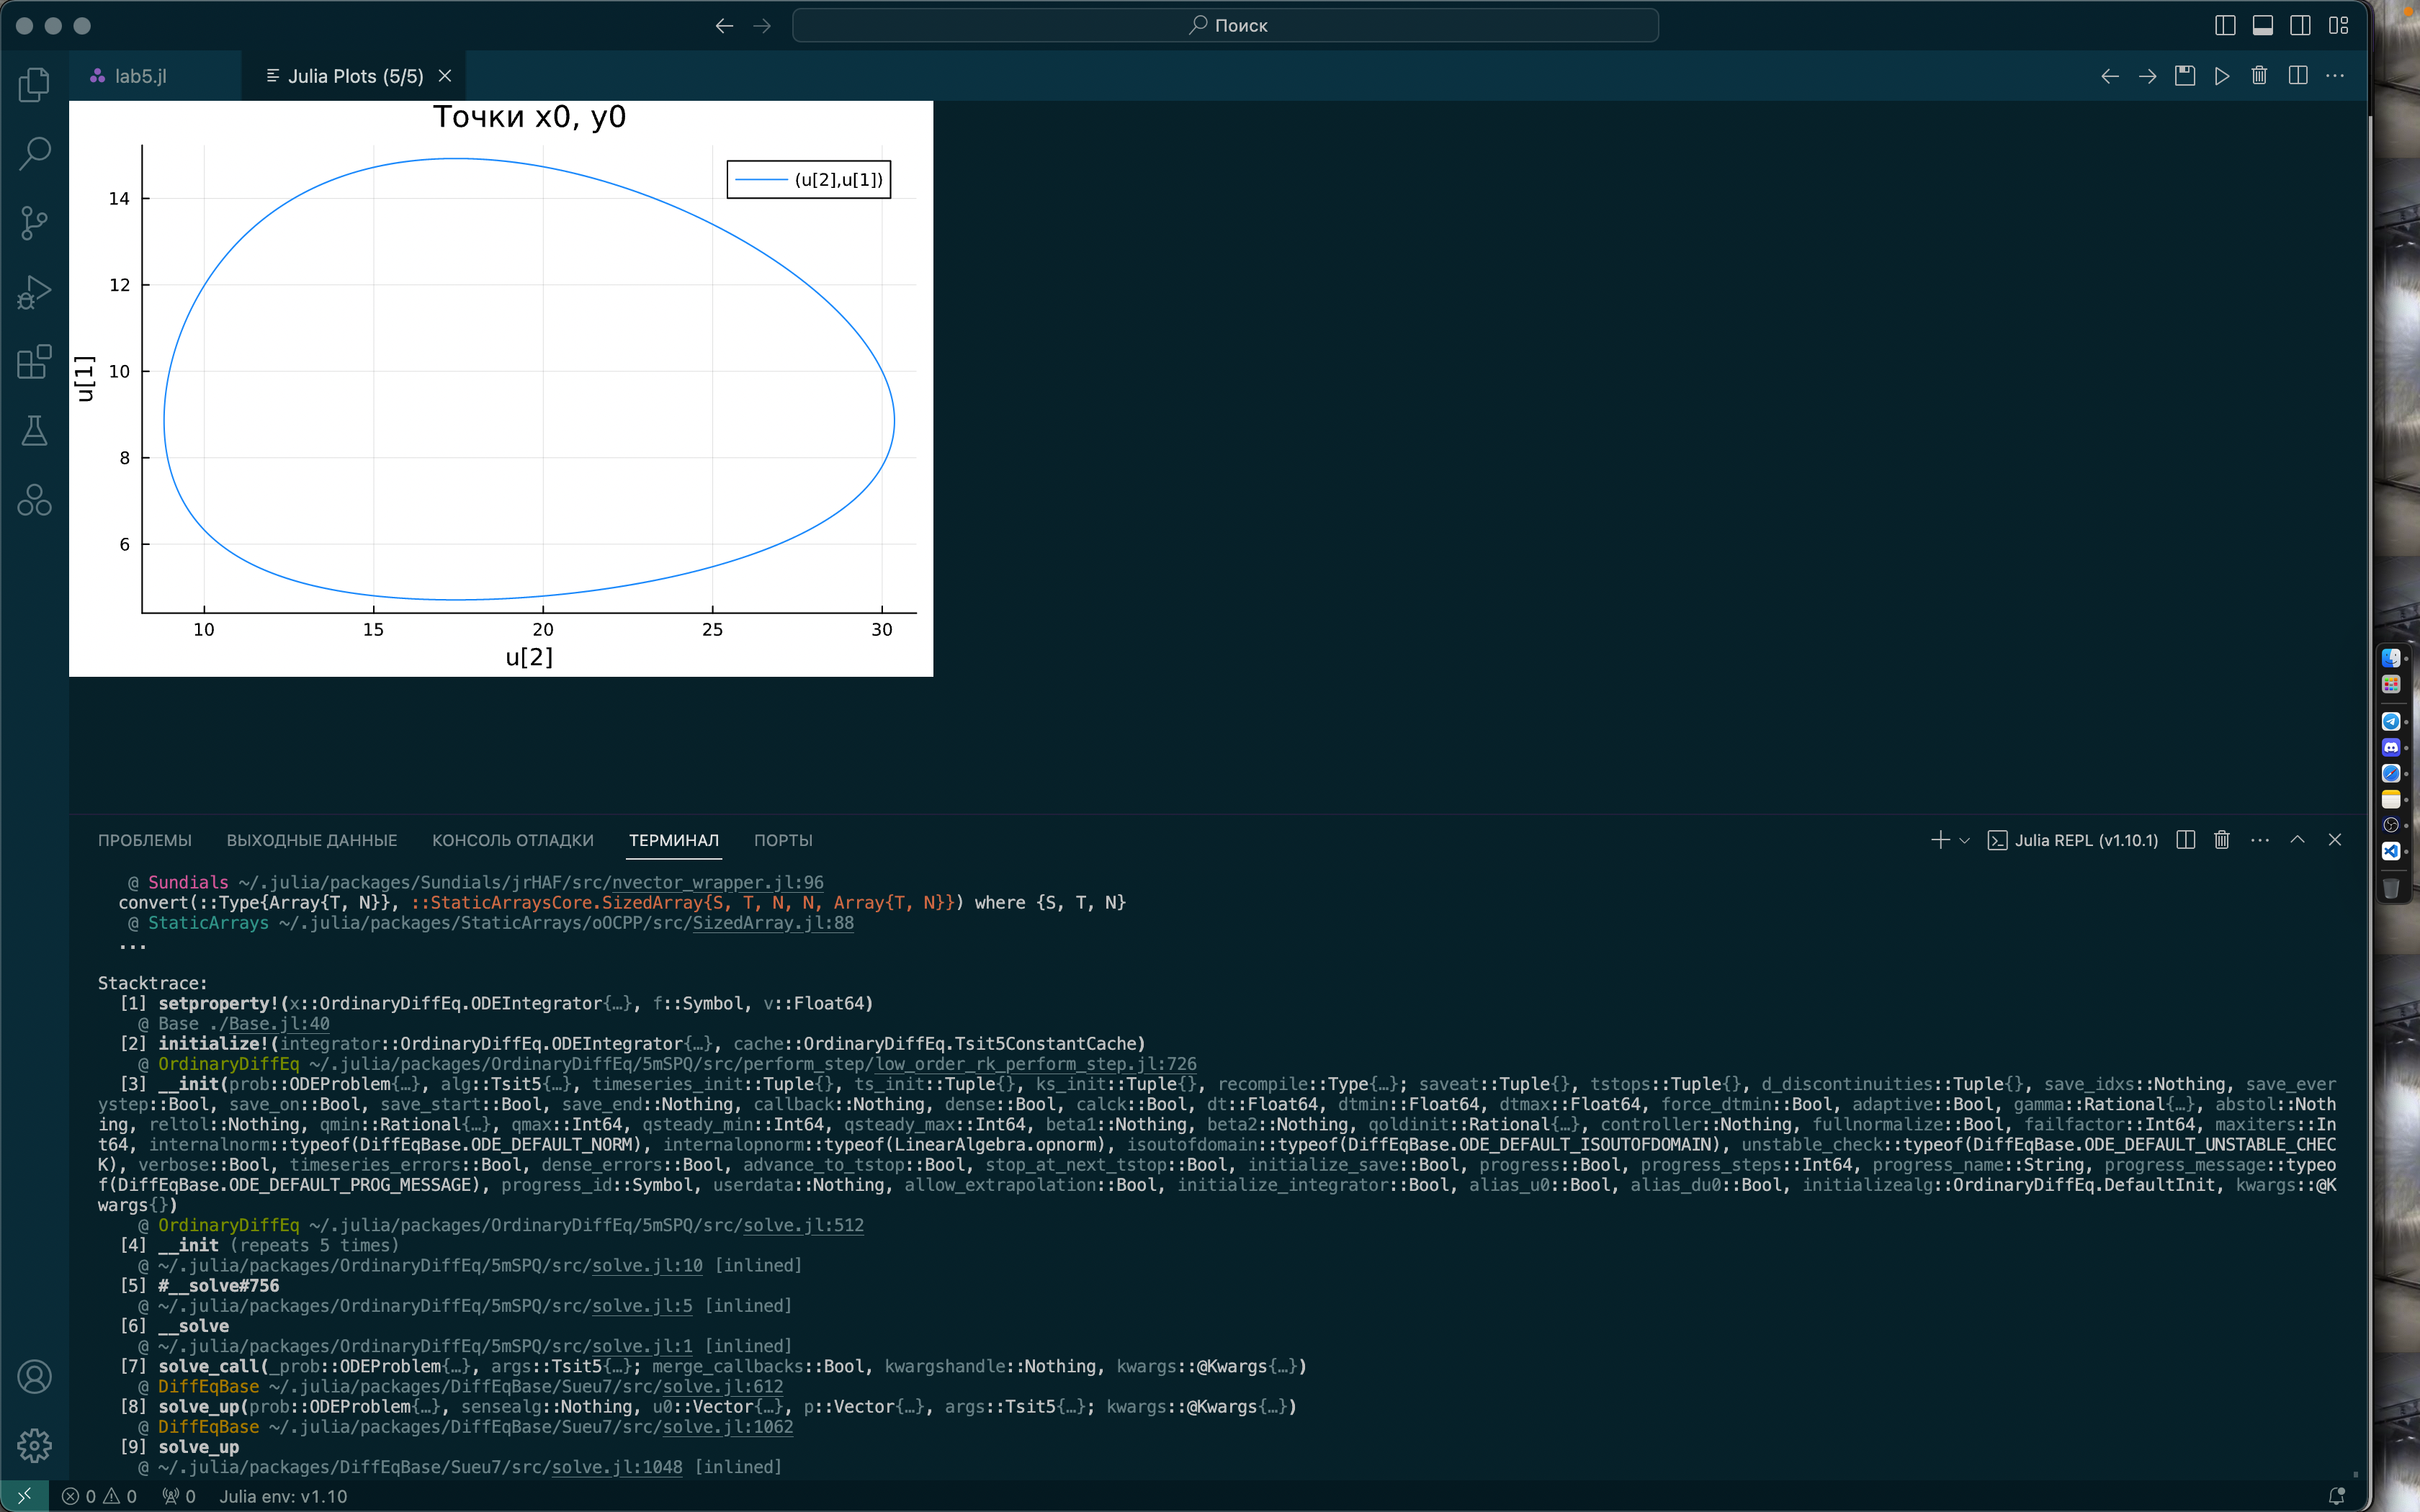 Поиск
lab5.jl
Julia Plots (5/5)
Точки x0, y0
(u[2],u[1])
14
12
10
8
6
u[1]
10 15 20 25 30
u[2]
ПРОБЛЕМЫ ВЫХОДНЫЕ ДАННЫЕ КОНСОЛЬ ОТЛАДКИ ТЕРМИНАЛ ПОРТЫ
Julia REPL (v1.10.1)
@ Sundials ~/.julia/packages/Sundials/jrHAF/src/nvector_wrapper.jl:96
convert(::Type{Array{T, N}}, ::StaticArraysCore.SizedArray{S, T, N, N, Array{T, N}}) where {S, T, N}
@ StaticArrays ~/.julia/packages/StaticArrays/oOCPP/src/SizedArray.jl:88
...
Stacktrace:
[1] setproperty!(x::OrdinaryDiffEq.ODEIntegrator{…}, f::Symbol, v::Float64)
@ Base ./Base.jl:40
[2] initialize!(integrator::OrdinaryDiffEq.ODEIntegrator{…}, cache::OrdinaryDiffEq.Tsit5ConstantCache)
@ OrdinaryDiffEq ~/.julia/packages/OrdinaryDiffEq/5mSPQ/src/perform_step/low_order_rk_perform_step.jl:726
[3] __init(prob::ODEProblem{…}, alg::Tsit5{…}, timeseries_init::Tuple{}, ts_init::Tuple{}, ks_init::Tuple{}, recompile::Type{…}; saveat::Tuple{}, tstops::Tuple{}, d_discontinuities::Tuple{}, save_idxs::Nothing, save_ever
ystep::Bool, save_on::Bool, save_start::Bool, save_end::Nothing, callback::Nothing, dense::Bool, calck::Bool, dt::Float64, dtmin::Float64, dtmax::Float64, force_dtmin::Bool, adaptive::Bool, gamma::Rational{…}, abstol::Noth
ing, reltol::Nothing, qmin::Rational{…}, qmax::Int64, qsteady_min::Int64, qsteady_max::Int64, beta1::Nothing, beta2::Nothing, qoldinit::Rational{…}, controller::Nothing, fullnormalize::Bool, failfactor::Int64, maxiters::In
t64, internalnorm::typeof(DiffEqBase.ODE_DEFAULT_NORM), internalopnorm::typeof(LinearAlgebra.opnorm), isoutofdomain::typeof(DiffEqBase.ODE_DEFAULT_ISOUTOFDOMAIN), unstable_check::typeof(DiffEqBase.ODE_DEFAULT_UNSTABLE_CHEC
K), verbose::Bool, timeseries_errors::Bool, dense_errors::Bool, advance_to_tstop::Bool, stop_at_next_tstop::Bool, initialize_save::Bool, progress::Bool, progress_steps::Int64, progress_name::String, progress_message::typeo
f(DiffEqBase.ODE_DEFAULT_PROG_MESSAGE), progress_id::Symbol, userdata::Nothing, allow_extrapolation::Bool, initialize_integrator::Bool, alias_u0::Bool, alias_du0::Bool, initializealg::OrdinaryDiffEq.DefaultInit, kwargs::@K
wargs{})
@ OrdinaryDiffEq ~/.julia/packages/OrdinaryDiffEq/5mSPQ/src/solve.jl:512
[4] __init (repeats 5 times)
@ ~/.julia/packages/OrdinaryDiffEq/5mSPQ/src/solve.jl:10 [inlined]
[5] #__solve#756
@ ~/.julia/packages/OrdinaryDiffEq/5mSPQ/src/solve.jl:5 [inlined]
[6] __solve
@ ~/.julia/packages/OrdinaryDiffEq/5mSPQ/src/solve.jl:1 [inlined]
[7] solve_call(_prob::ODEProblem{…}, args::Tsit5{…}; merge_callbacks::Bool, kwargshandle::Nothing, kwargs::@Kwargs{…})
@ DiffEqBase ~/.julia/packages/DiffEqBase/Sueu7/src/solve.jl:612
[8] solve_up(prob::ODEProblem{…}, sensealg::Nothing, u0::Vector{…}, p::Vector{…}, args::Tsit5{…}; kwargs::@Kwargs{…})
@ DiffEqBase ~/.julia/packages/DiffEqBase/Sueu7/src/solve.jl:1062
[9] solve_up
@ ~/.julia/packages/DiffEqBase/Sueu7/src/solve.jl:1048 [inlined]
0 0 0 Julia env: v1.10